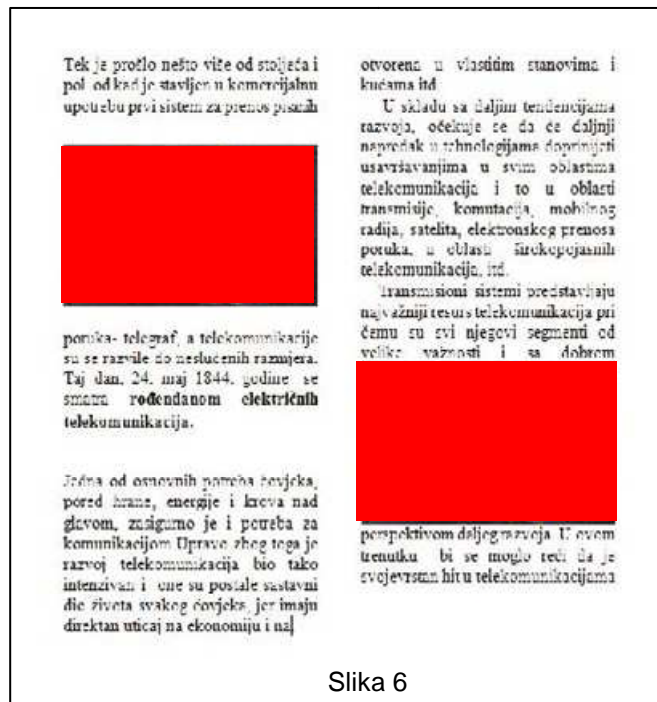 Tek je prošlo nešto više od stoljeća i
pol od kad je stavljen u komercijalnu
upotrebu prvi sistem za prenos pisanih
poruka- telegraf, a telekomunikacije
su se razvile do neslućenih razmjera.
Taj dan, 24. maj 1844. godine se
smatra rođendanom električnih
telekomunikacija.
Jedna od osnovnih potreba čovjeka,
pored hrane, energije i krova nad
glavom, zasigurno je i potreba za
komunikacijom Upravo zbog toga je
razvoj telekomunikacija bio tako
intenzivan i one su postale sastavni
dio života svakog čovjeka, jer imaju
direktan uticaj na ekonomiju i na
otvorena u vlastitim stanovima i
kućama itd
U skladu sa daljim tendencijama
razvoja, očekuje se da će daljnji
napredak u tehnologijama doprinijeti
usavršavanjima u svim oblastima
telekomunikacija i to u oblasti
transmisije, komutacija, mobilnog
radija, satelita, elektronskog prenosa
poruka, u oblasti širokopojasnih
telekomunikacija, itd.
Transmisioni sistemi predstavljaju
najvažniji resurs telekomunikacija pri
čemu su svi njegovi segmenti od
velike važnosti i sa dobrom
perspektivom daljeg razvoja. U ovom
trenutku bi se moglo reći da je
svojevrstan hit u telekomunikacijama
Slika 6